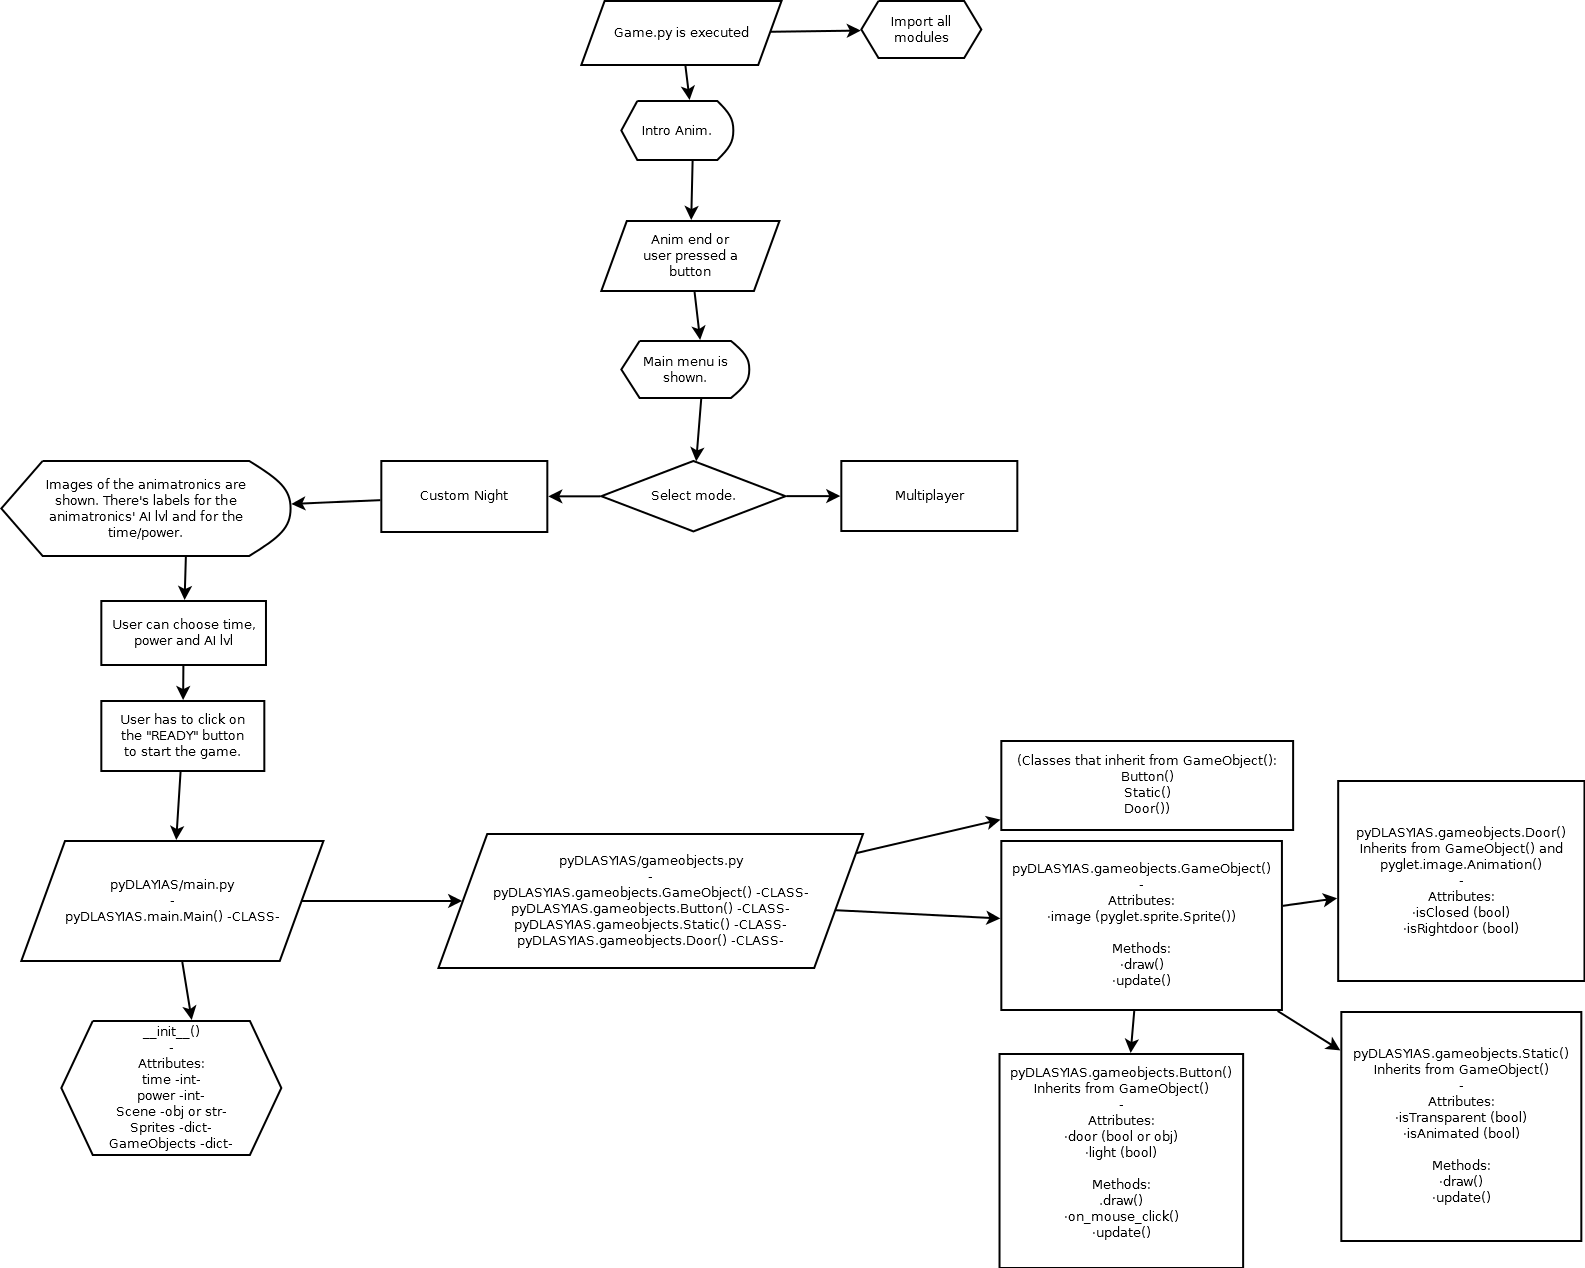 Game.py is executed
Import all
modules
Intro Anim.
Anim end or
user pressed a
button
Main menu is
shown.
Select mode.
Custom Night
Multiplayer
Images of the animatronics are
shown. There's labels for the
animatronics' AI lvl and for the
time/power.
User can choose time,
power and AI lvl
User has to click on
the "READY" button
to start the game.
pyDLAYIAS/main.py
-
pyDLASYIAS.main.Main() -CLASS-
__init__()
-
Attributes:
time -int-
power -int-
Scene -obj or str-
Sprites -dict-
GameObjects -dict-
pyDLASYIAS/gameobjects.py
-
pyDLASYIAS.gameobjects.GameObject() -CLASS-
pyDLASYIAS.gameobjects.Button() -CLASS-
pyDLASYIAS.gameobjects.Static() -CLASS-
pyDLASYIAS.gameobjects.Door() -CLASS-
(Classes that inherit from GameObject():
Button()
Static()
Door())
pyDLASYIAS.gameobjects.GameObject()
-
Attributes:
·image (pyglet.sprite.Sprite())

Methods:
·draw()
·update()
pyDLASYIAS.gameobjects.Door()
Inherits from GameObject() and
pyglet.image.Animation()
-
Attributes:
·isClosed (bool)
·isRightdoor (bool)
pyDLASYIAS.gameobjects.Button()
Inherits from GameObject()
-
Attributes:
·door (bool or obj)
·light (bool)

Methods:
.draw()
·on_mouse_click()
·update()
pyDLASYIAS.gameobjects.Static()
Inherits from GameObject()
-
Attributes:
·isTransparent (bool)
·isAnimated (bool)

Methods:
·draw()
·update()